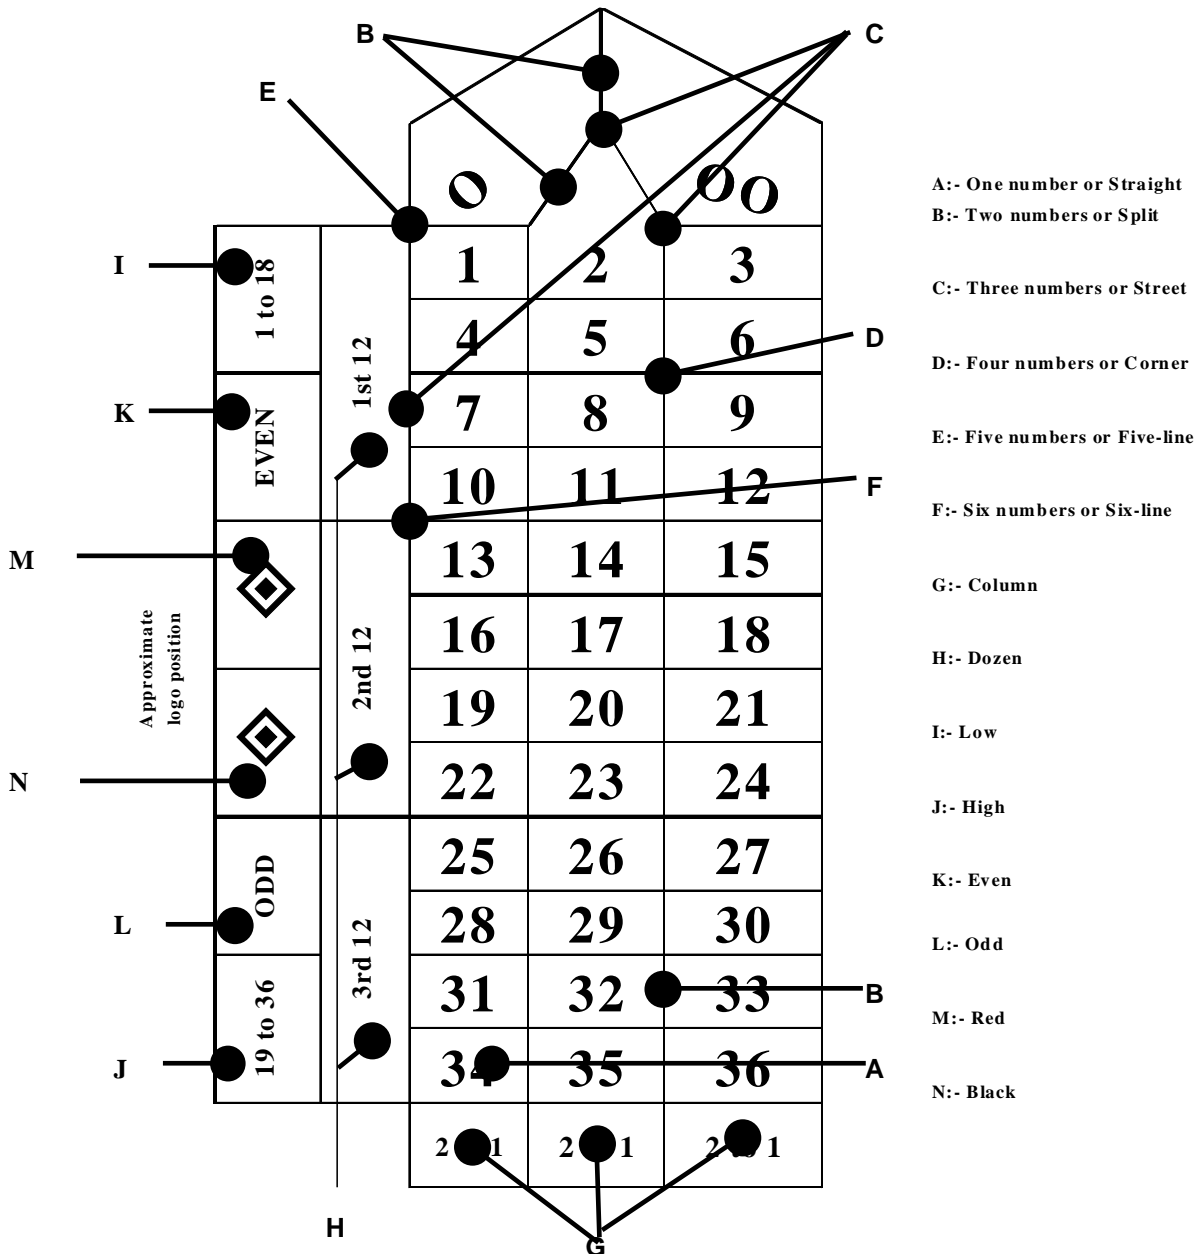 B
C
E
0
00
A:- One number or Straight
B:- Two numbers or Split
I
1 to 18
1
2
3
C:- Three numbers or Street
4
5
6
D
D:- Four numbers or Corner
1st 12
K
EVEN
7
8
9
E:- Five numbers or Five-line
10
11
12
F
F:- Six numbers or Six-line
M
13
14
15
G:- Column
Approximate
logo position
2nd 12
16
17
18
H:- Dozen
19
20
21
I:- Low
N
22
23
24
J:- High
ODD
25
26
27
K:- Even
L
28
29
30
L:- Odd
3rd 12
19 to 36
31
32
33
B
M:- Red
J
34
35
36
A
N:- Black
2 1
2 1
2 to 1
H
G